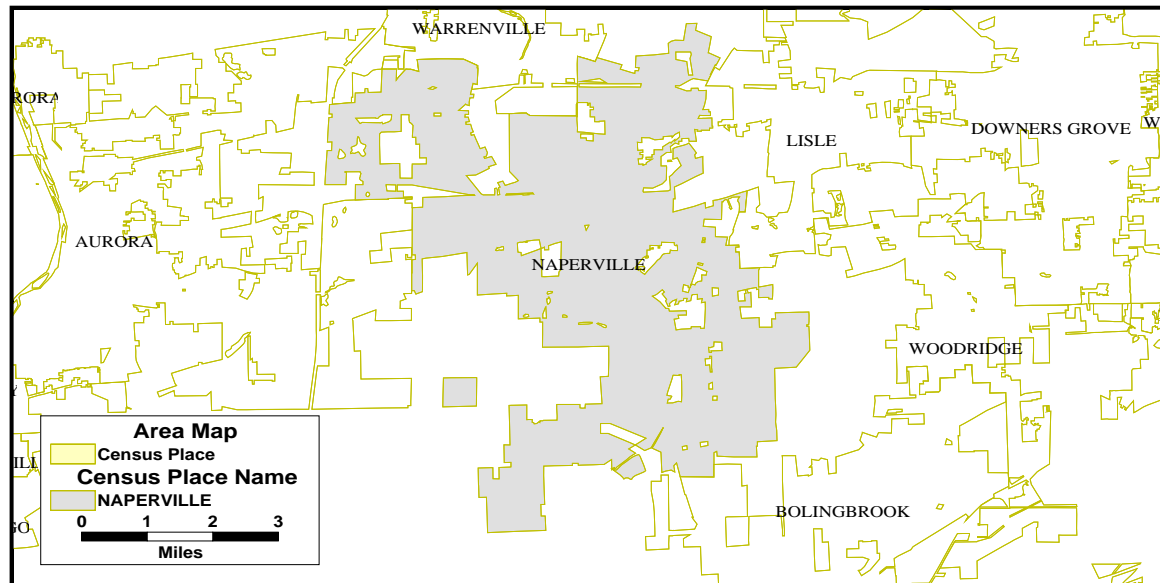 WARRENVILLE
RORA
LISLE
DOWNERS GROVE
W
AURORA
NAPERVILLE
WOODRIDGE
BOLINGBROOK
Y
ILL
GO
Area Map
Census Place
Census Place Name
NAPERVILLE
0 1 2 3
Miles